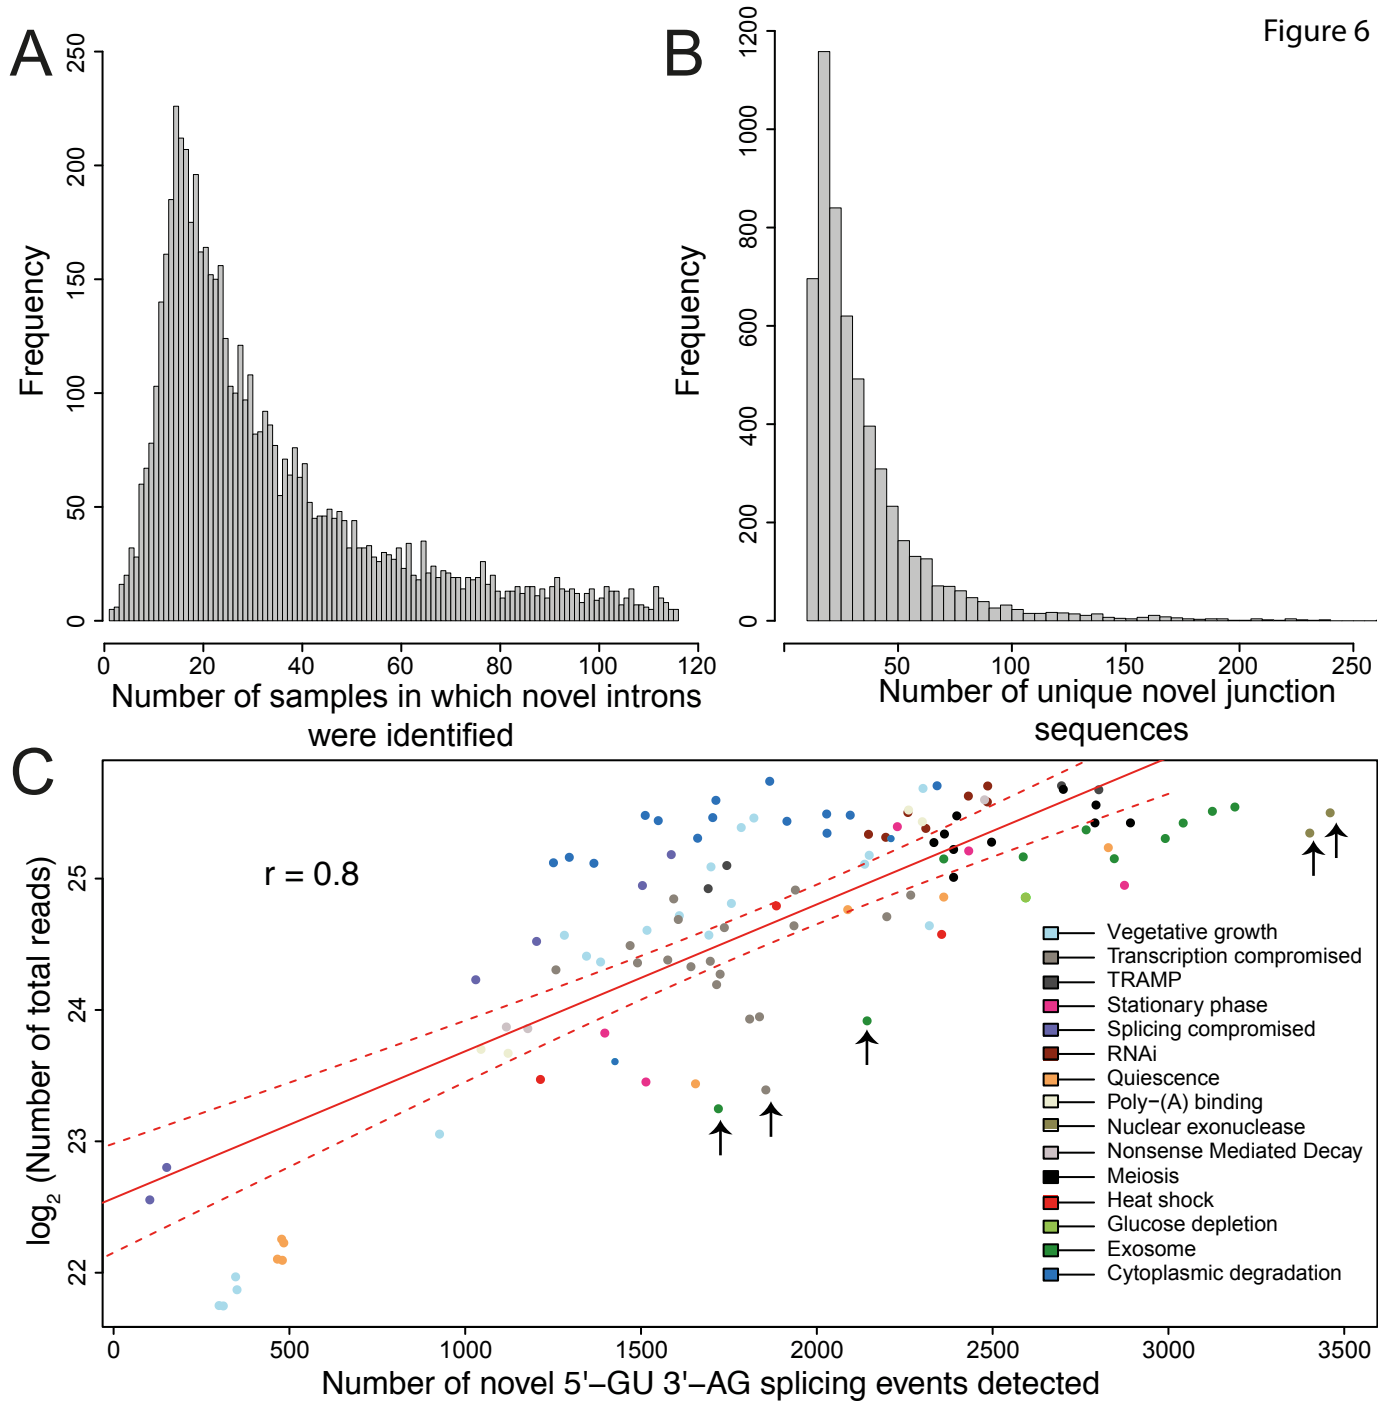 Figure 6
A
250
200
150
100
50
0
Frequency
0 20 40 60 80 100 120
Number of samples in which novel introns
were identified
B
1200
1000
800
600
400
200
0
Frequency
50 100 150 200 250
Number of unique novel junction
sequences
C
r = 0.8
25
24
23
22
log2 (Number of total reads)
Vegetative growth
Transcription compromised
TRAMP
Stationary phase
Splicing compromised
RNAi
Quiescence
Poly−(A) binding
Nuclear exonuclease
Nonsense Mediated Decay
Meiosis
Heat shock
Glucose depletion
Exosome
Cytoplasmic degradation
0 500 1000 1500 2000 2500 3000 3500
Number of novel 5'−GU 3'−AG splicing events detected